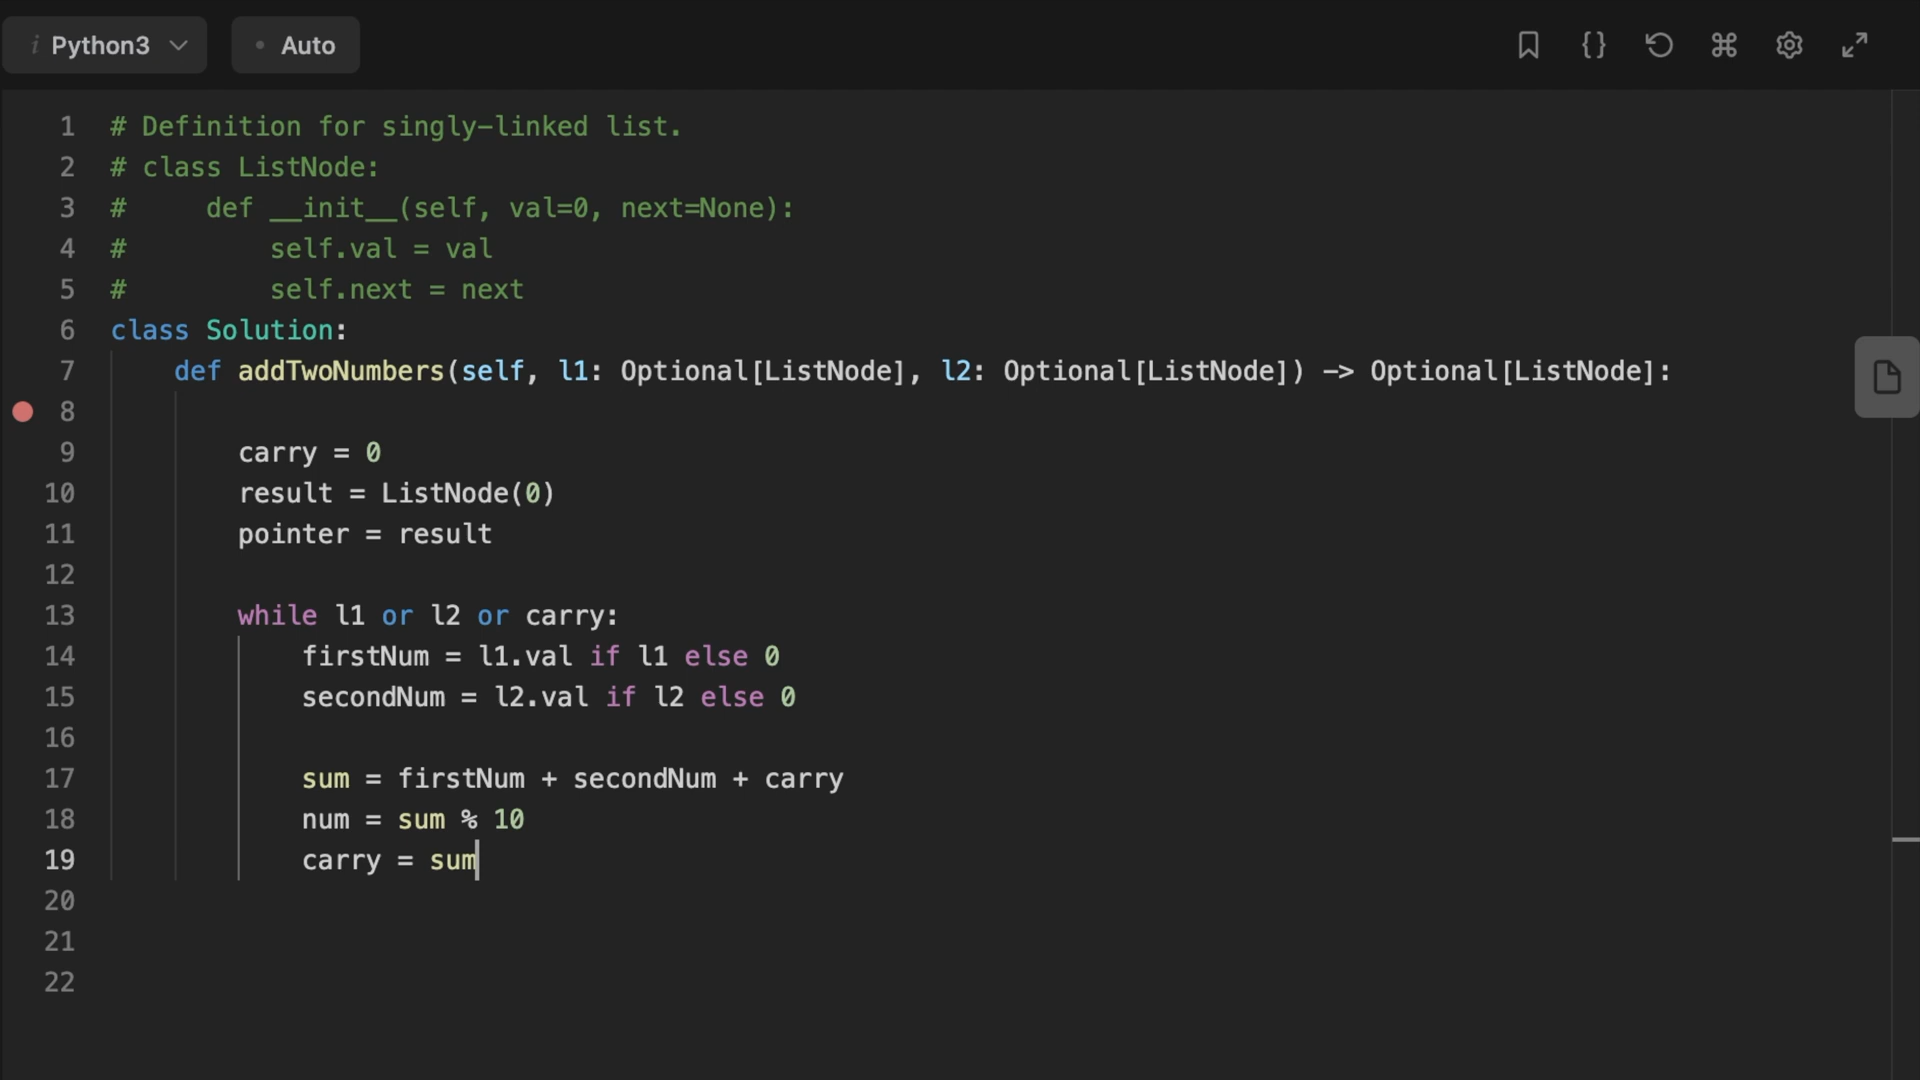 i Python3
Auto
1 # Definition for singly-linked list.
2 # class ListNode:
3 #     def __init__(self, val=0, next=None):
4 #         self.val = val
5 #         self.next = next
6 class Solution:
7     def addTwoNumbers(self, l1: Optional[ListNode], l2: Optional[ListNode]) -> Optional[ListNode]:
8
9         carry = 0
10         result = ListNode(0)
11         pointer = result
12
13         while l1 or l2 or carry:
14             firstNum = l1.val if l1 else 0
15             secondNum = l2.val if l2 else 0
16
17             sum = firstNum + secondNum + carry
18             num = sum % 10
19             carry = sum
20
21
22